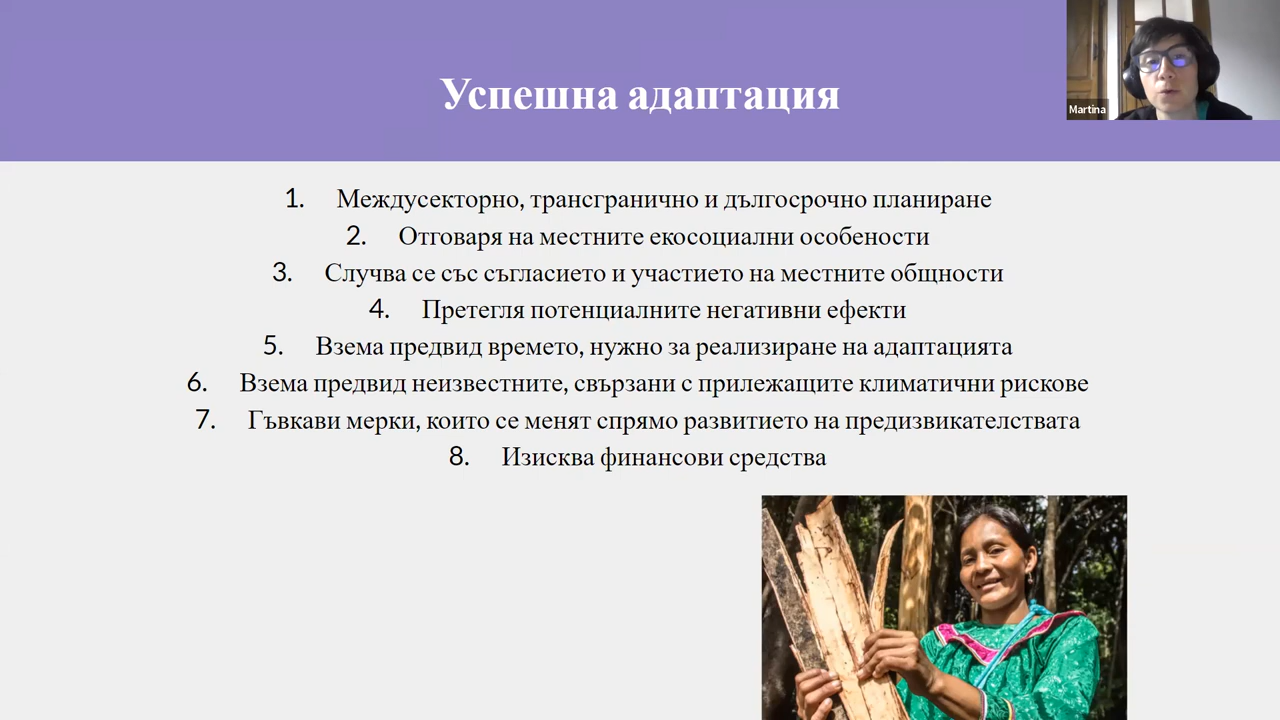 Успешна адаптация
Martina
1. Междусекторно, трансгранично и дългосрочно планиране
2. Отговаря на местните екосоциални особености
3. Случва се със съгласието и участието на местните общности
4. Претегля потенциалните негативни ефекти
5. Взема предвид времето, нужно за реализиране на адаптацията
6. Взема предвид неизвестните, свързани с прилежащите климатични рискове
7. Гъвкави мерки, които се менят спрямо развитието на предизвикателствата
8. Изисква финансови средства